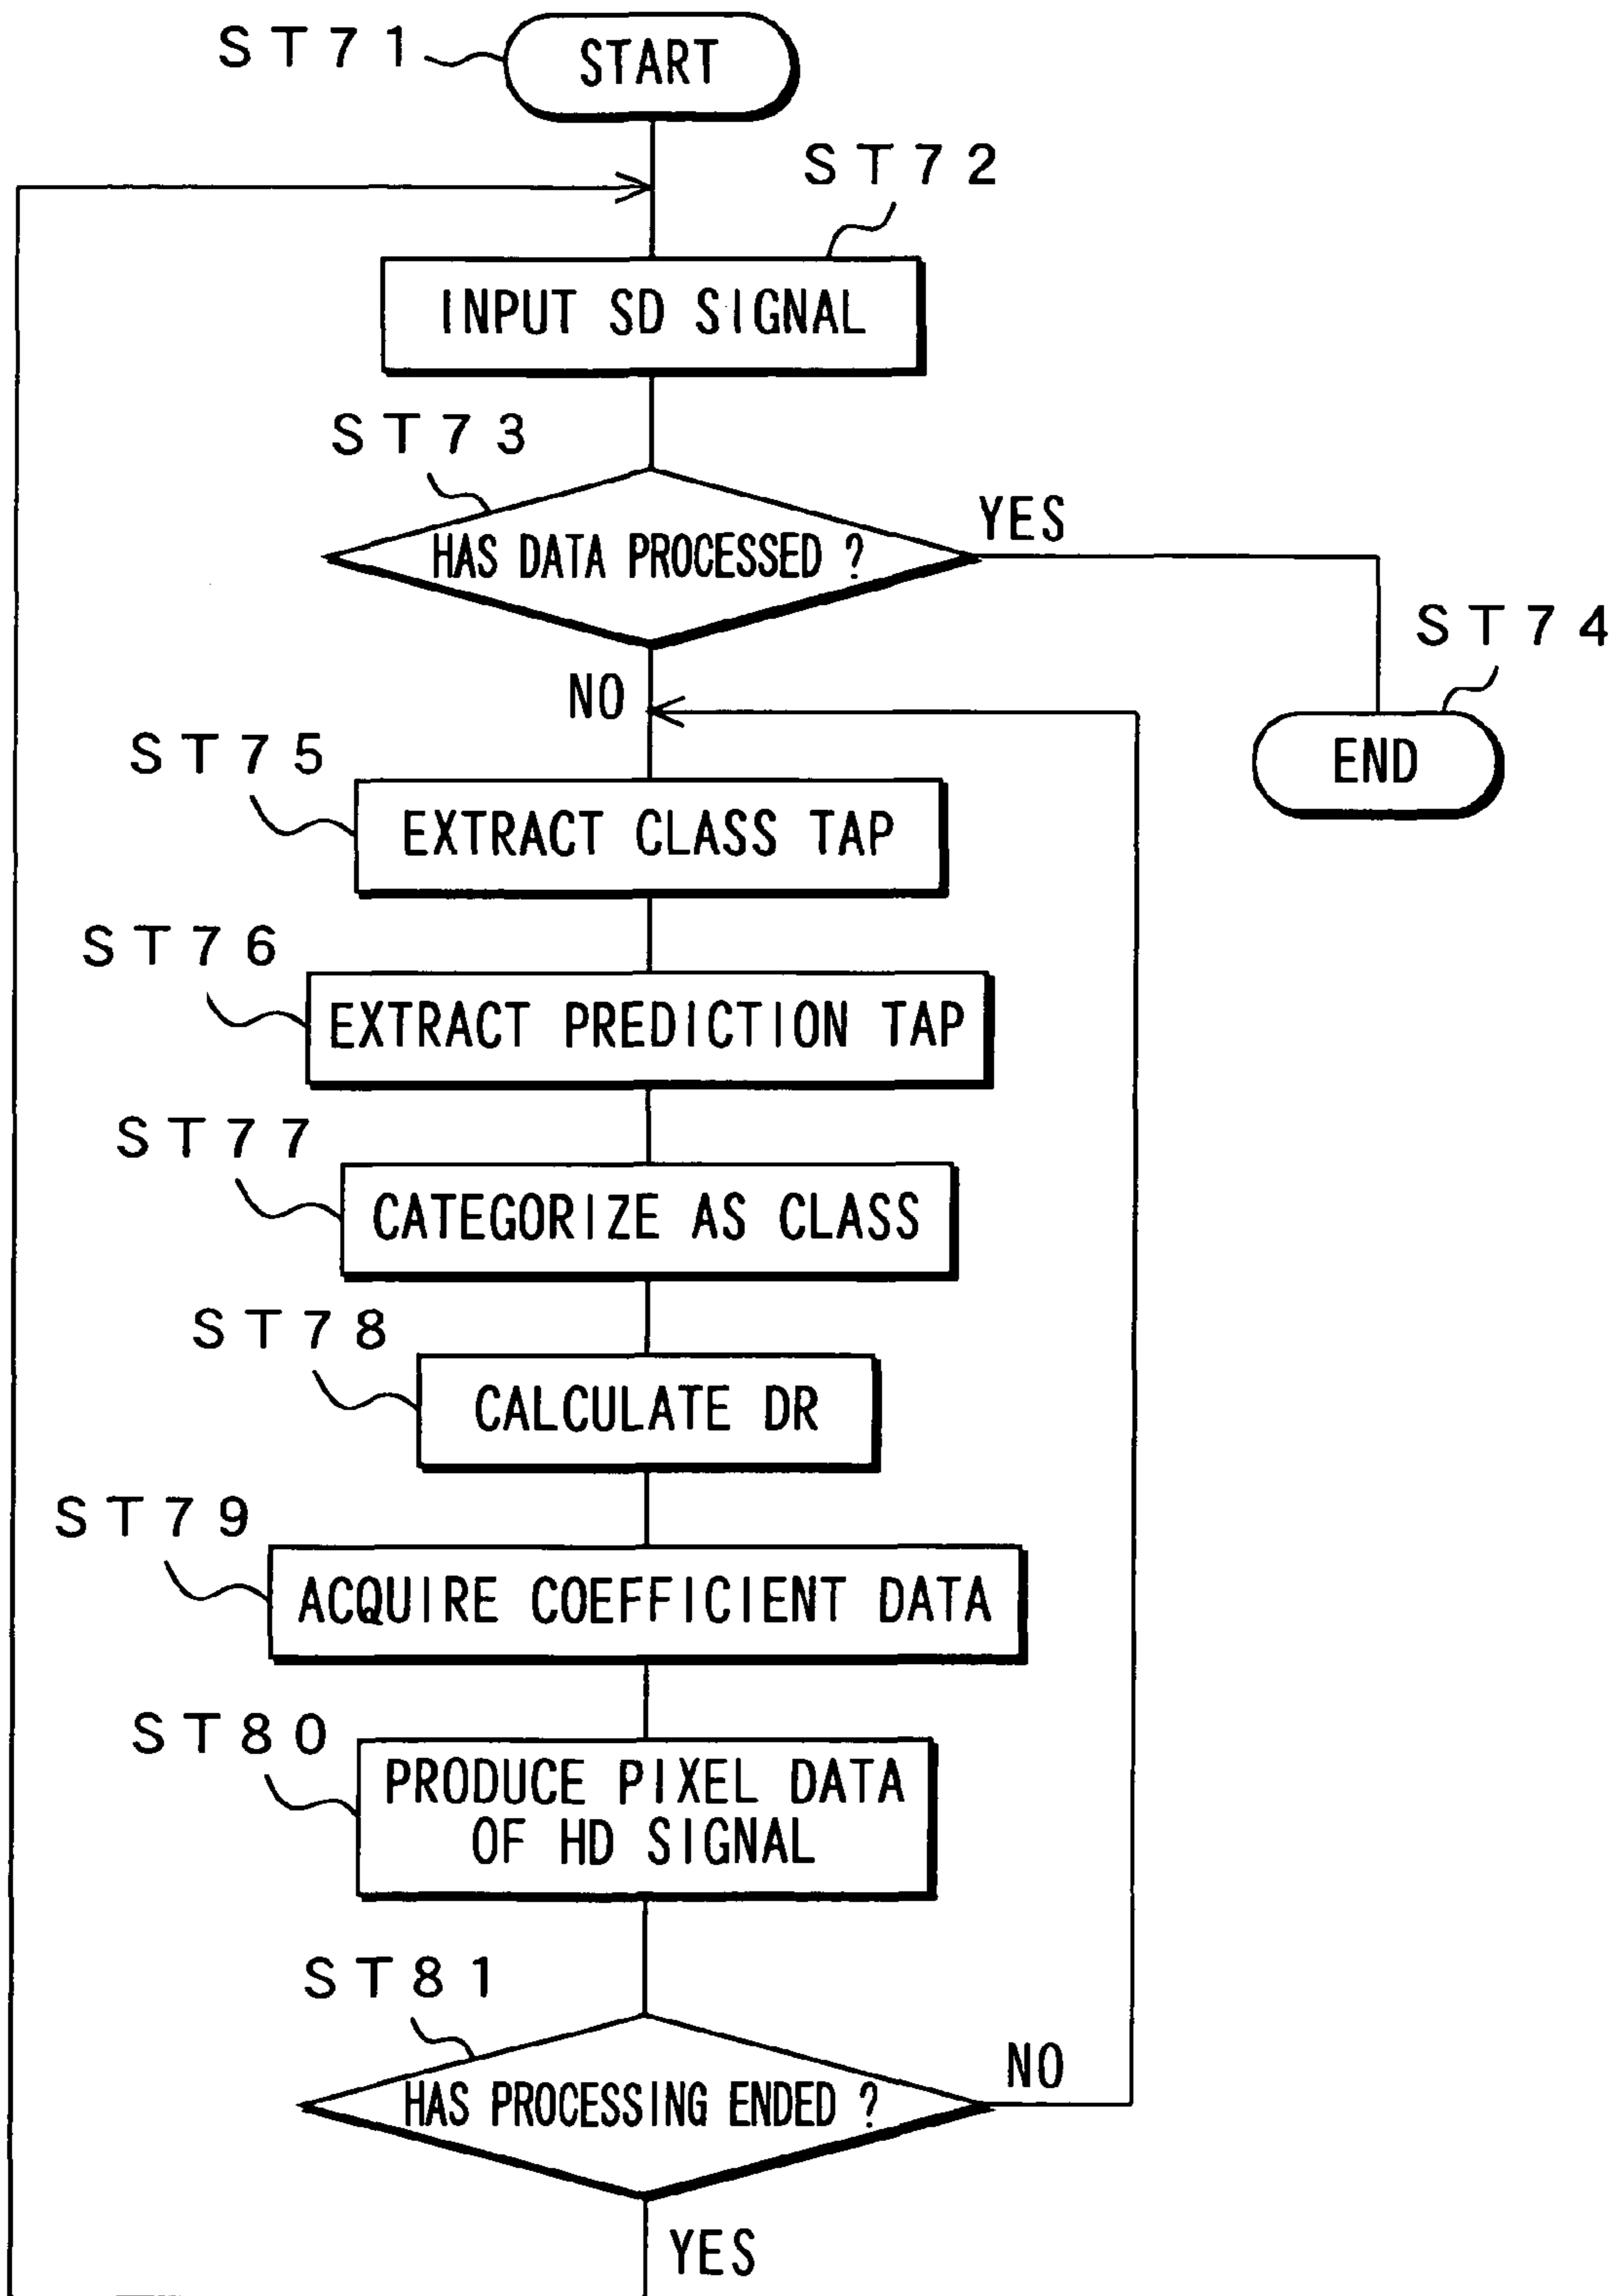 ST71
START
ST72
INPUT SD SIGNAL
ST73
HAS DATA PROCESSED ?
YES
ST74
NO
END
ST75
EXTRACT CLASS TAP
ST76
EXTRACT PREDICTION TAP
ST77
CATEGORIZE AS CLASS
ST78
CALCULATE DR
ST79
ACQUIRE COEFFICIENT DATA
ST80
PRODUCE PIXEL DATA
OF HD SIGNAL
ST81
HAS PROCESSING ENDED ?
NO
YES